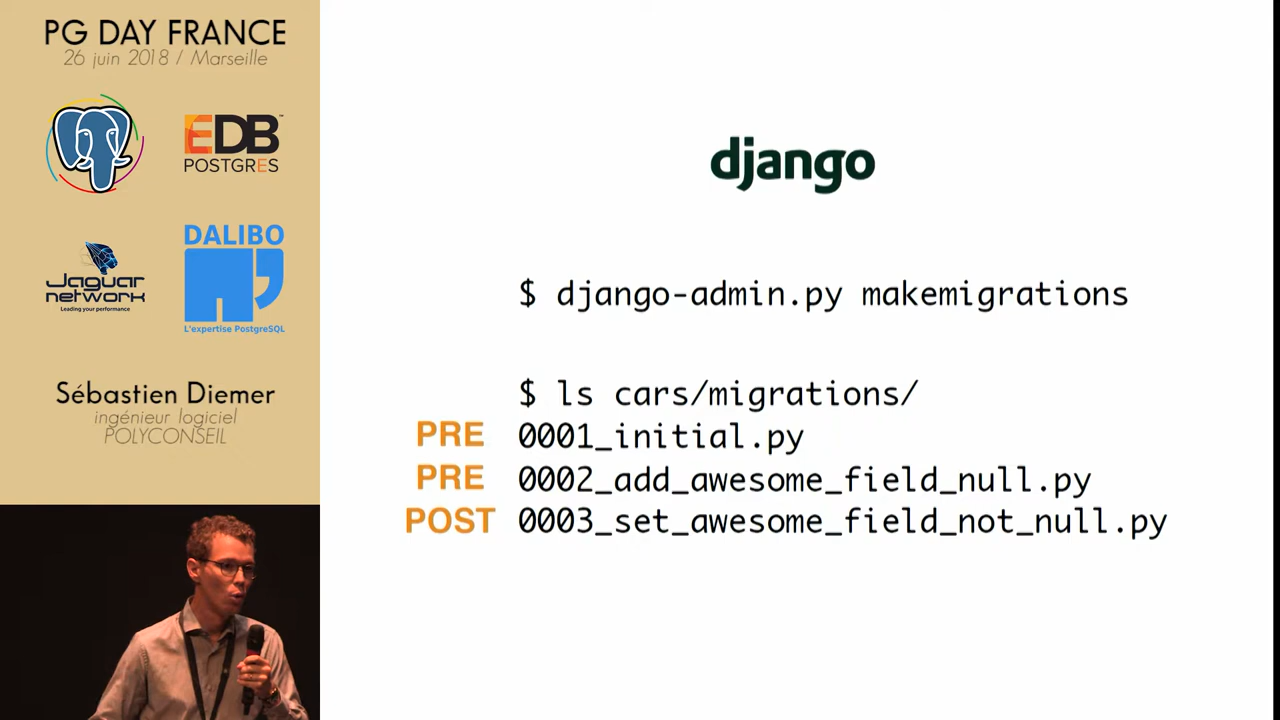 PG DAY FRANCE
26 juin 2018 / Marseille
EDB™
POSTGRES
Jaguar
network
Leading your performance
DALIBO
L'expertise PostgreSQL
Sébastien Diemer
ingénieur logiciel
POLYCONSEIL
django
$ django-admin.py makemigrations
$ ls cars/migrations/
PRE 0001_initial.py
PRE 0002_add_awesome_field_null.py
POST 0003_set_awesome_field_not_null.py